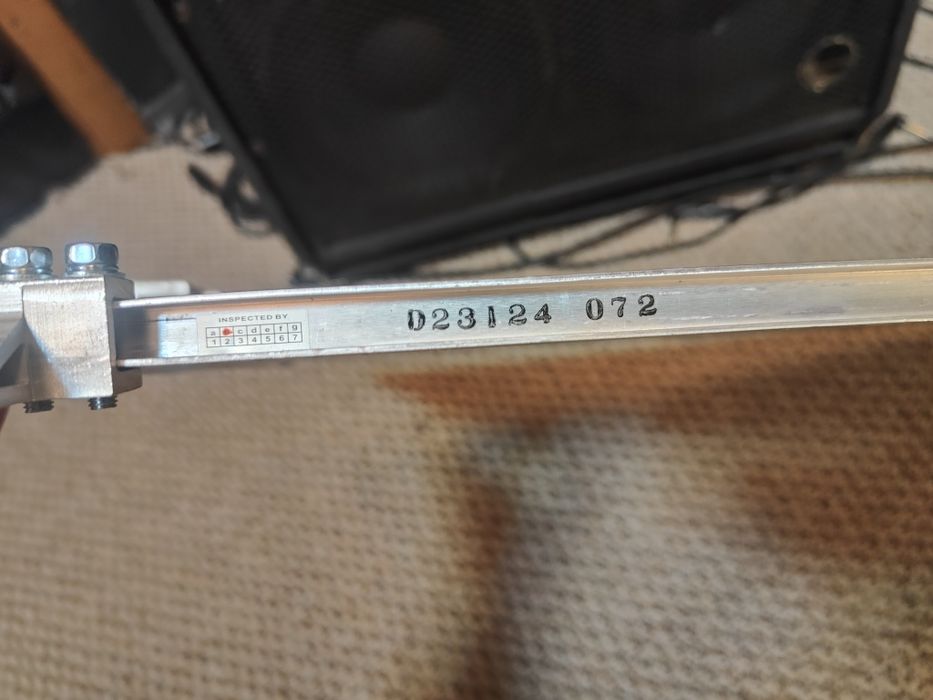 INSPECTED BY
a c d e f g
1 2 3 4 5 6 7
D23124 072